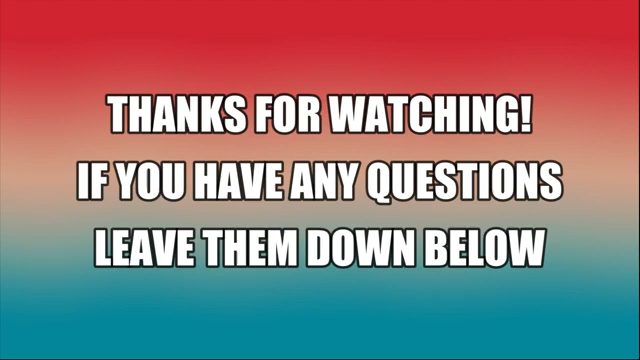 THANKS FOR WATCHING!
IF YOU HAVE ANY QUESTIONS
LEAVE THEM DOWN BELOW